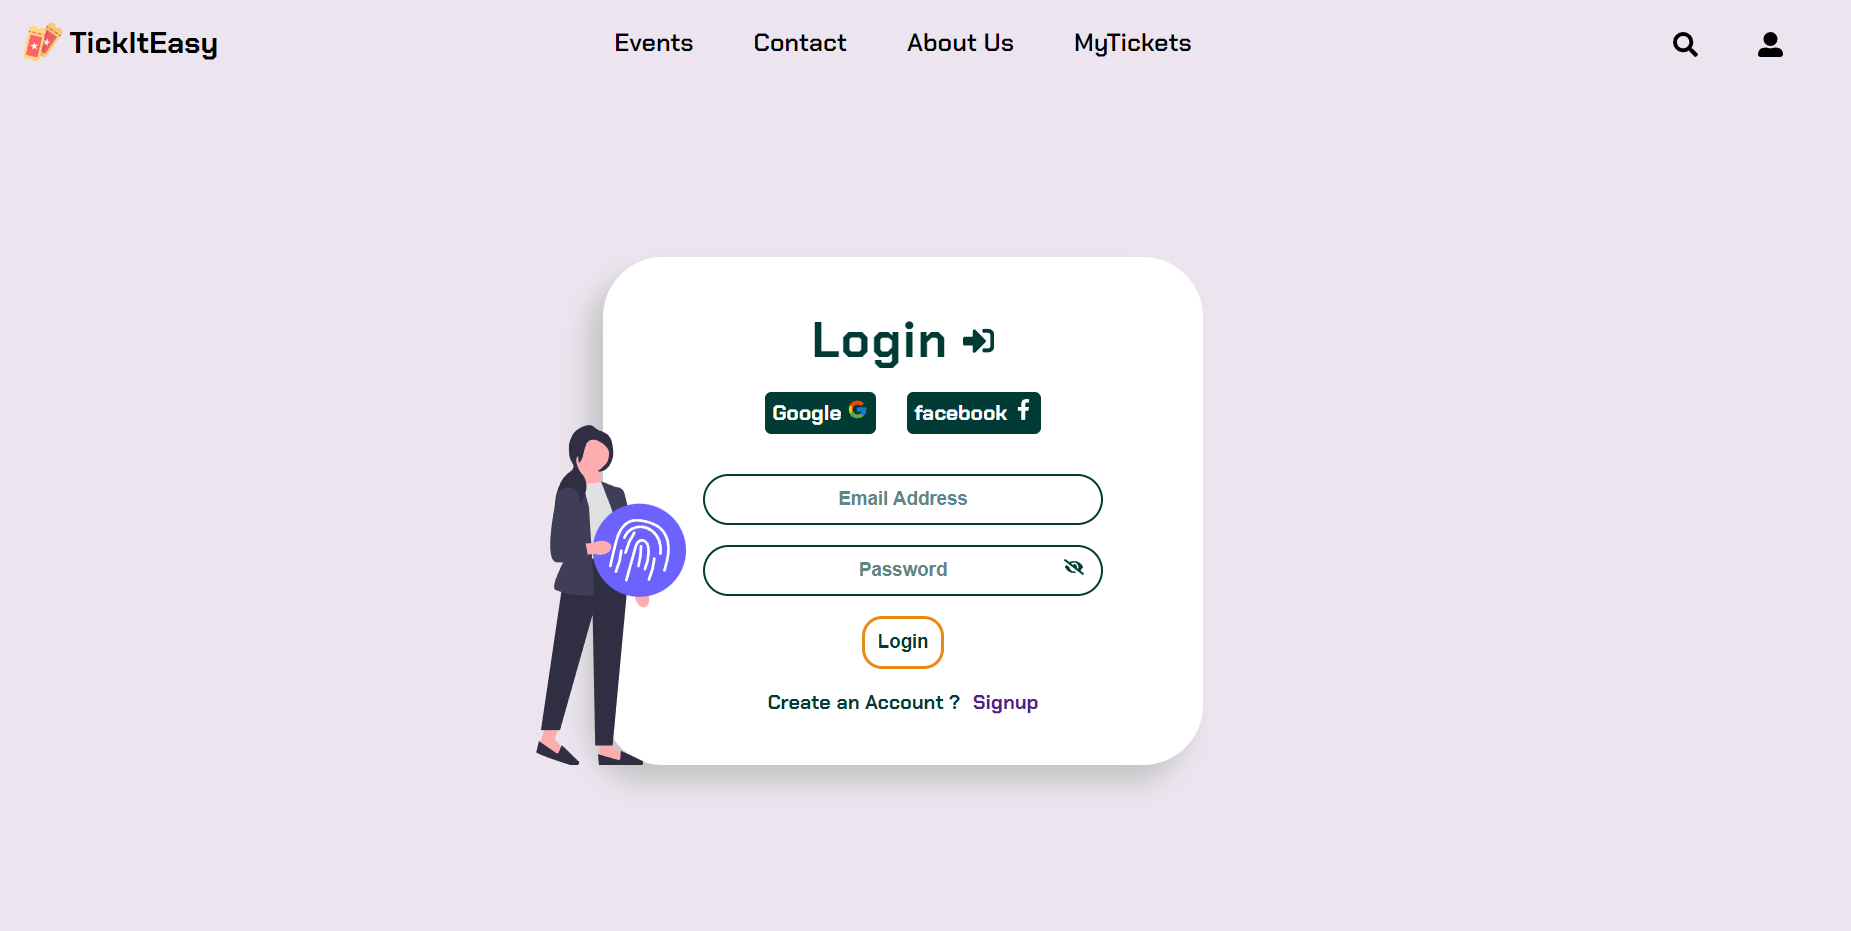 TickItEasy Events Contact About Us MyTickets
Login
Google facebook
Email Address
Password
Login
Create an Account ? Signup